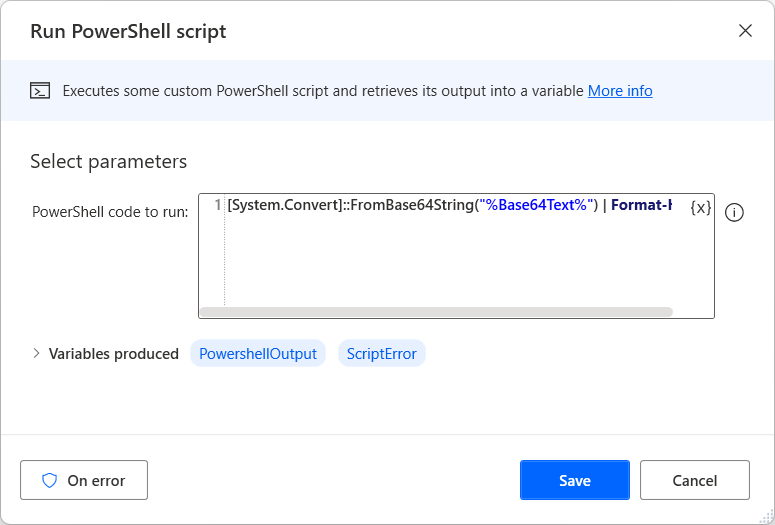 Run PowerShell script
Executes some custom PowerShell script and retrieves its output into a variable More info
Select parameters
PowerShell code to run:
1 [System.Convert]::FromBase64String("%Base64Text%") | Format- {x}
Variables produced PowershellOutput ScriptError
On error Save Cancel